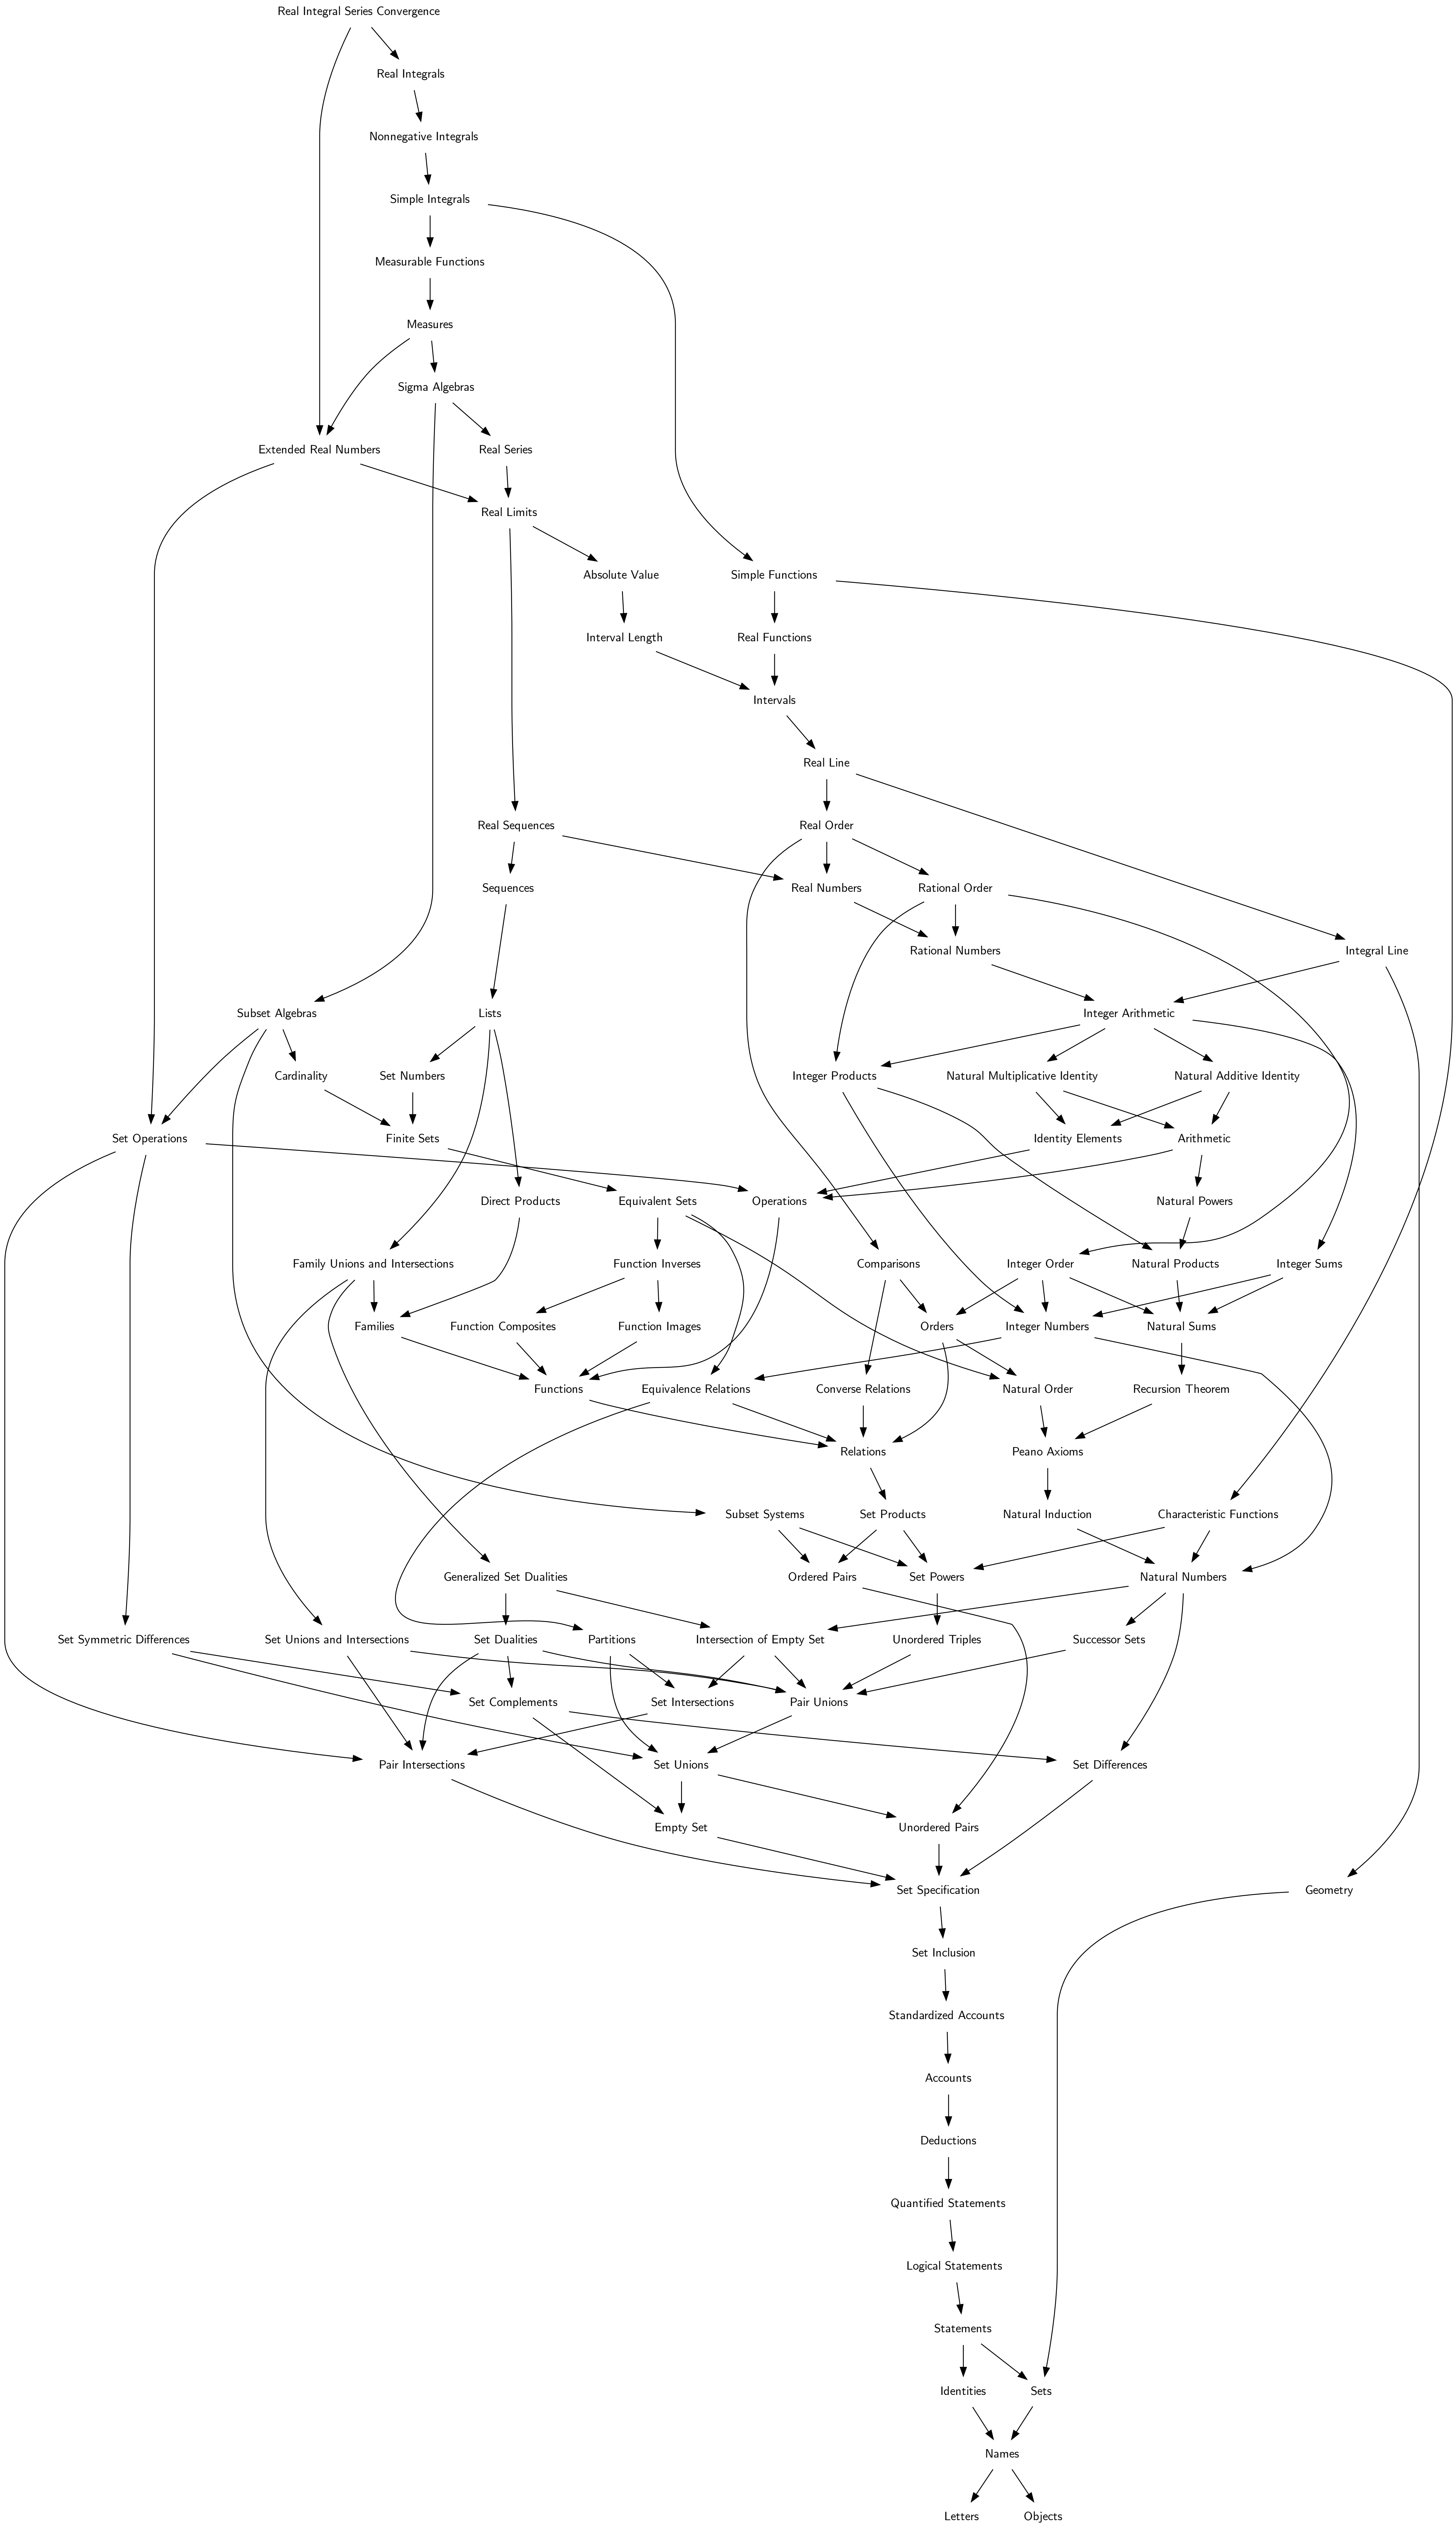 Real Integral Series Convergence
Real Integrals
Nonnegative Integrals
Simple Integrals
Measurable Functions
Measures
Sigma Algebras
Extended Real Numbers
Real Series
Real Limits
Absolute Value
Simple Functions
Interval Length
Real Functions
Intervals
Real Line
Real Sequences
Real Order
Sequences
Real Numbers
Rational Order
Rational Numbers
Integral Line
Subset Algebras
Lists
Integer Arithmetic
Cardinality
Set Numbers
Integer Products
Natural Multiplicative Identity
Natural Additive Identity
Set Operations
Finite Sets
Identity Elements
Arithmetic
Direct Products
Equivalent Sets
Operations
Natural Powers
Family Unions and Intersections
Function Inverses
Comparisons
Integer Order
Natural Products
Integer Sums
Families
Function Composites
Function Images
Orders
Integer Numbers
Natural Sums
Functions
Equivalence Relations
Converse Relations
Natural Order
Recursion Theorem
Relations
Peano Axioms
Subset Systems
Set Products
Natural Induction
Characteristic Functions
Generalized Set Dualities
Ordered Pairs
Set Powers
Natural Numbers
Set Symmetric Differences
Set Unions and Intersections
Set Dualities
Partitions
Intersection of Empty Set
Unordered Triples
Successor Sets
Set Complements
Set Intersections
Pair Unions
Pair Intersections
Set Unions
Set Differences
Empty Set
Unordered Pairs
Set Specification
Geometry
Set Inclusion
Standardized Accounts
Accounts
Deductions
Quantified Statements
Logical Statements
Statements
Identities
Sets
Names
Letters
Objects